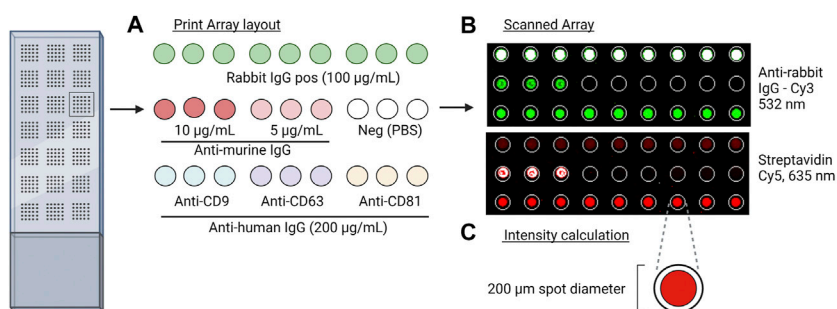 A
Print Array layout
Rabbit IgG pos (100 µg/mL)
10 µg/mL
5 µg/mL
Neg (PBS)
Anti-murine IgG
Anti-CD9
Anti-CD63
Anti-CD81
Anti-human IgG (200 µg/mL)
B
Scanned Array
Anti-rabbit
IgG - Cy3
532 nm
Streptavidin
Cy5, 635 nm
C
Intensity calculation
200 µm spot diameter